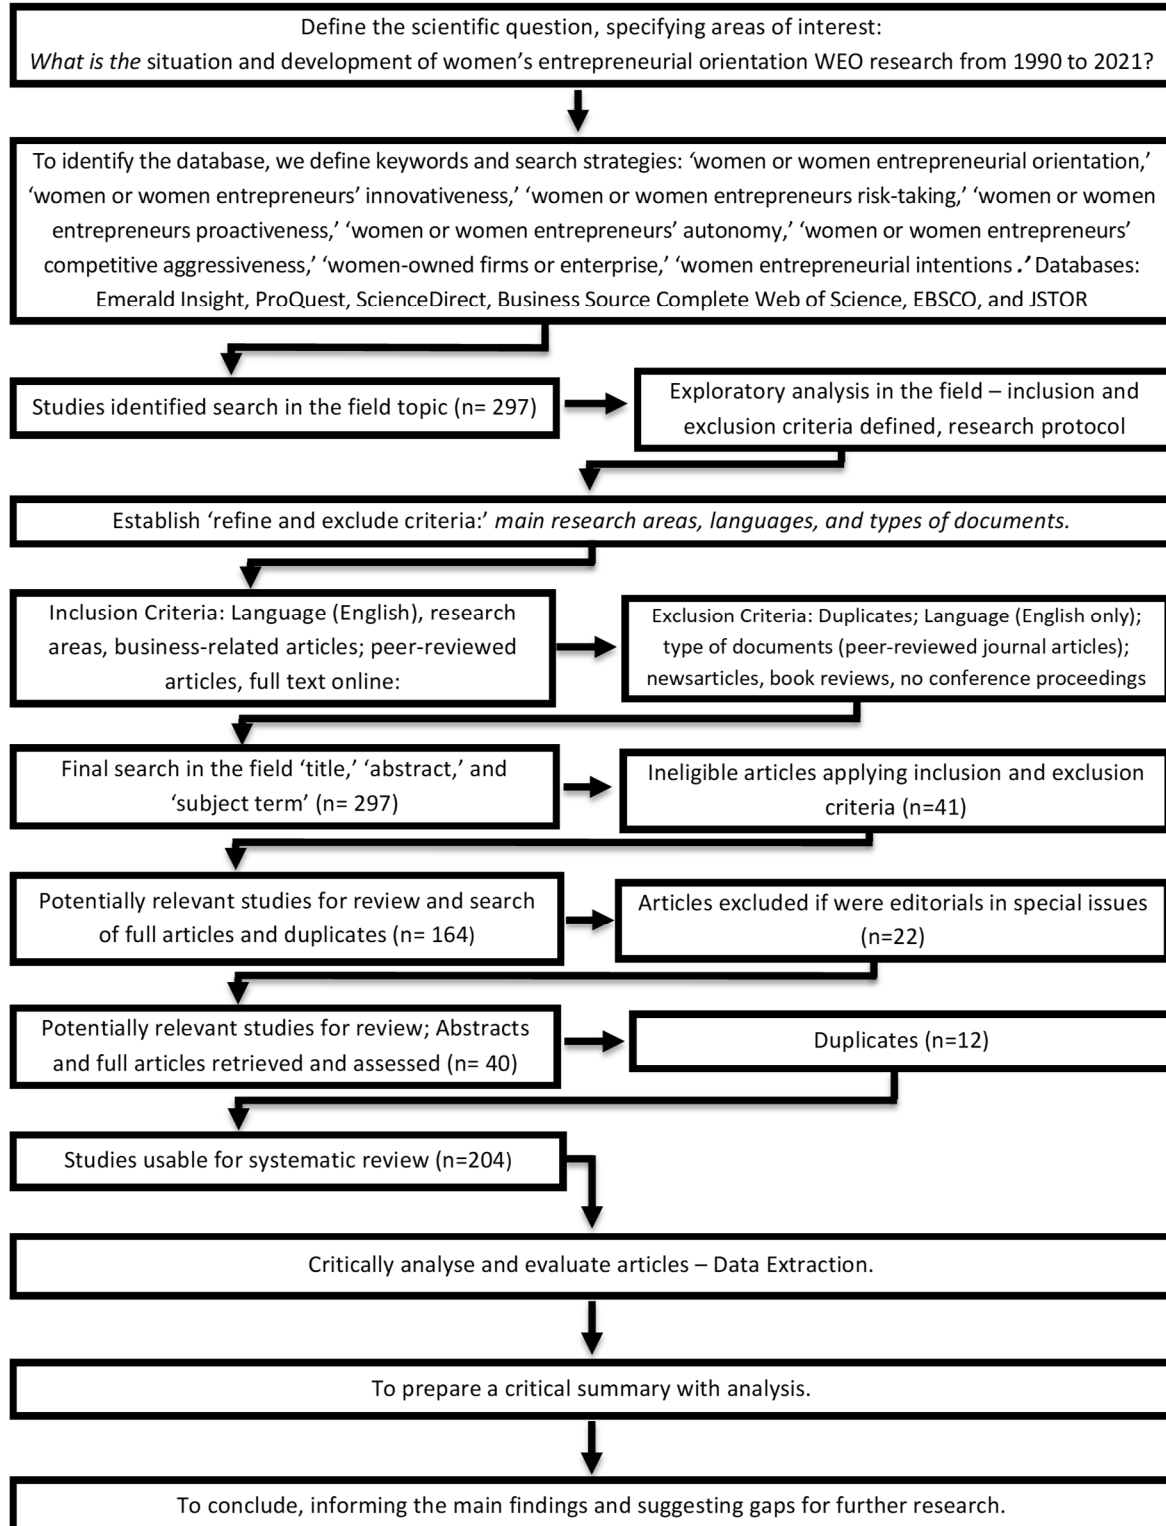 Define the scientific question, specifying areas of interest:
What is the situation and development of women’s entrepreneurial orientation WEO research from 1990 to 2021?
To identify the database, we define keywords and search strategies: ‘women or women entrepreneurial orientation,’
‘women or women entrepreneurs’ innovativeness,’ ‘women or women entrepreneurs risk-taking,’ ‘women or women
entrepreneurs proactiveness,’ ‘women or women entrepreneurs’ autonomy,’ ‘women or women entrepreneurs’
competitive aggressiveness,’ ‘women-owned firms or enterprise,’ ‘women entrepreneurial intentions .’ Databases:
Emerald Insight, ProQuest, ScienceDirect, Business Source Complete Web of Science, EBSCO, and JSTOR
Studies identified search in the field topic (n= 297)
Exploratory analysis in the field – inclusion and
exclusion criteria defined, research protocol
Establish ‘refine and exclude criteria:’ main research areas, languages, and types of documents.
Inclusion Criteria: Language (English), research
areas, business-related articles; peer-reviewed
articles, full text online:
Exclusion Criteria: Duplicates; Language (English only);
type of documents (peer-reviewed journal articles);
newsarticles, book reviews, no conference proceedings
Final search in the field ‘title,’ ‘abstract,’ and
‘subject term’ (n= 297)
Ineligible articles applying inclusion and exclusion
criteria (n=41)
Potentially relevant studies for review and search
of full articles and duplicates (n= 164)
Articles excluded if were editorials in special issues
(n=22)
Potentially relevant studies for review; Abstracts
and full articles retrieved and assessed (n= 40)
Duplicates (n=12)
Studies usable for systematic review (n=204)
Critically analyse and evaluate articles – Data Extraction.
To prepare a critical summary with analysis.
To conclude, informing the main findings and suggesting gaps for further research.